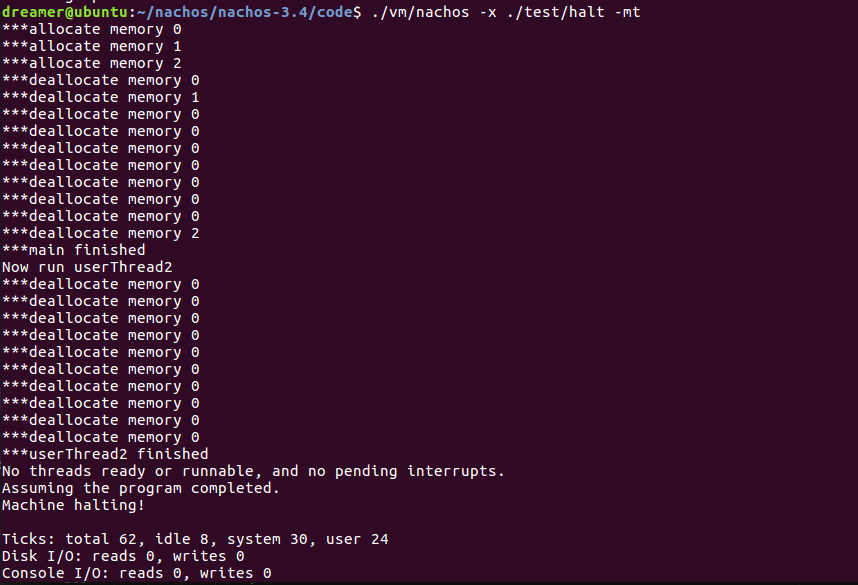 dreamer@ubuntu:~/nachos/nachos-3.4/code$ ./vm/nachos -x ./test/halt -mt
***allocate memory 0
***allocate memory 1
***allocate memory 2
***deallocate memory 0
***deallocate memory 1
***deallocate memory 0
***deallocate memory 0
***deallocate memory 0
***deallocate memory 0
***deallocate memory 0
***deallocate memory 0
***deallocate memory 0
***deallocate memory 2
***main finished
Now run userThread2
***deallocate memory 0
***deallocate memory 0
***deallocate memory 0
***deallocate memory 0
***deallocate memory 0
***deallocate memory 0
***deallocate memory 0
***deallocate memory 0
***deallocate memory 0
***deallocate memory 0
***userThread2 finished
No threads ready or runnable, and no pending interrupts.
Assuming the program completed.
Machine halting!

Ticks: total 62, idle 8, system 30, user 24
Disk I/O: reads 0, writes 0
Console I/O: reads 0, writes 0